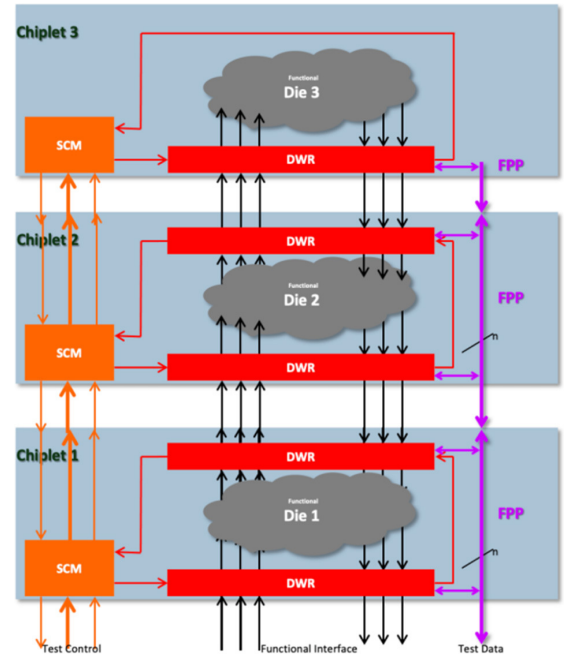 Chiplet 3
Functional
Die 3
SCM
DWR
FPP
Chiplet 2
DWR
Functional
Die 2
FPP
n
SCM
DWR
Chiplet 1
DWR
Functional
Die 1
FPP
n
SCM
DWR
Test Control
Functional Interface
Test Data